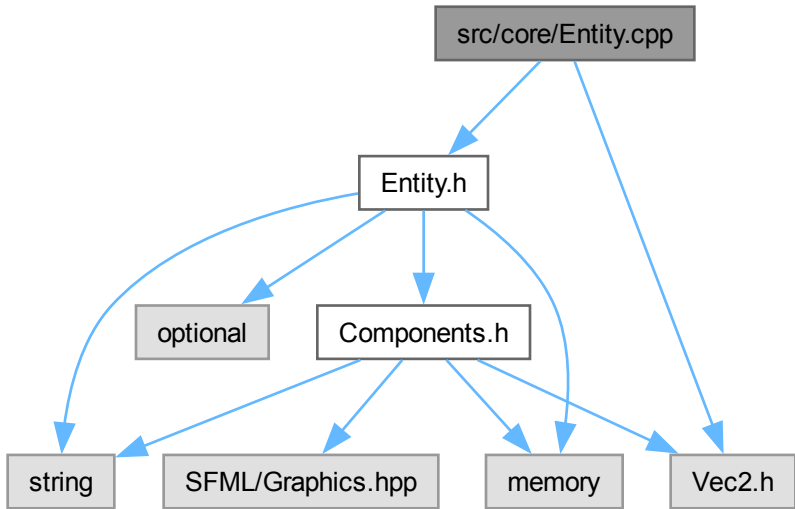 src/core/Entity.cpp
Entity.h
optional
Components.h
string
SFML/Graphics.hpp
memory
Vec2.h